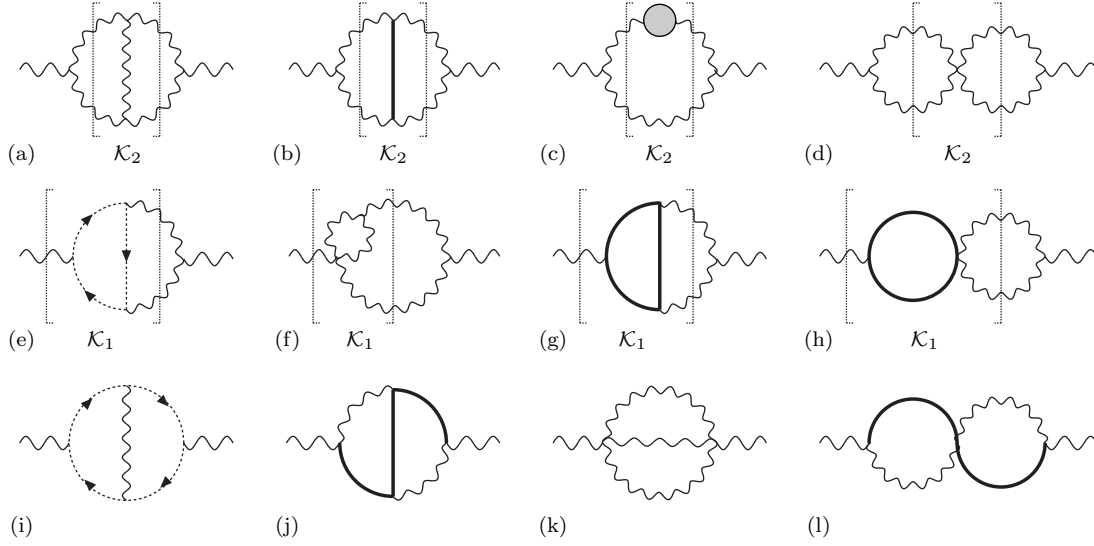 (a) 𝒦₂ (b) 𝒦₂ (c) 𝒦₂ (d) 𝒦₂
(e) 𝒦₁ (f) 𝒦₁ (g) 𝒦₁ (h) 𝒦₁
(i) (j) (k) (l)